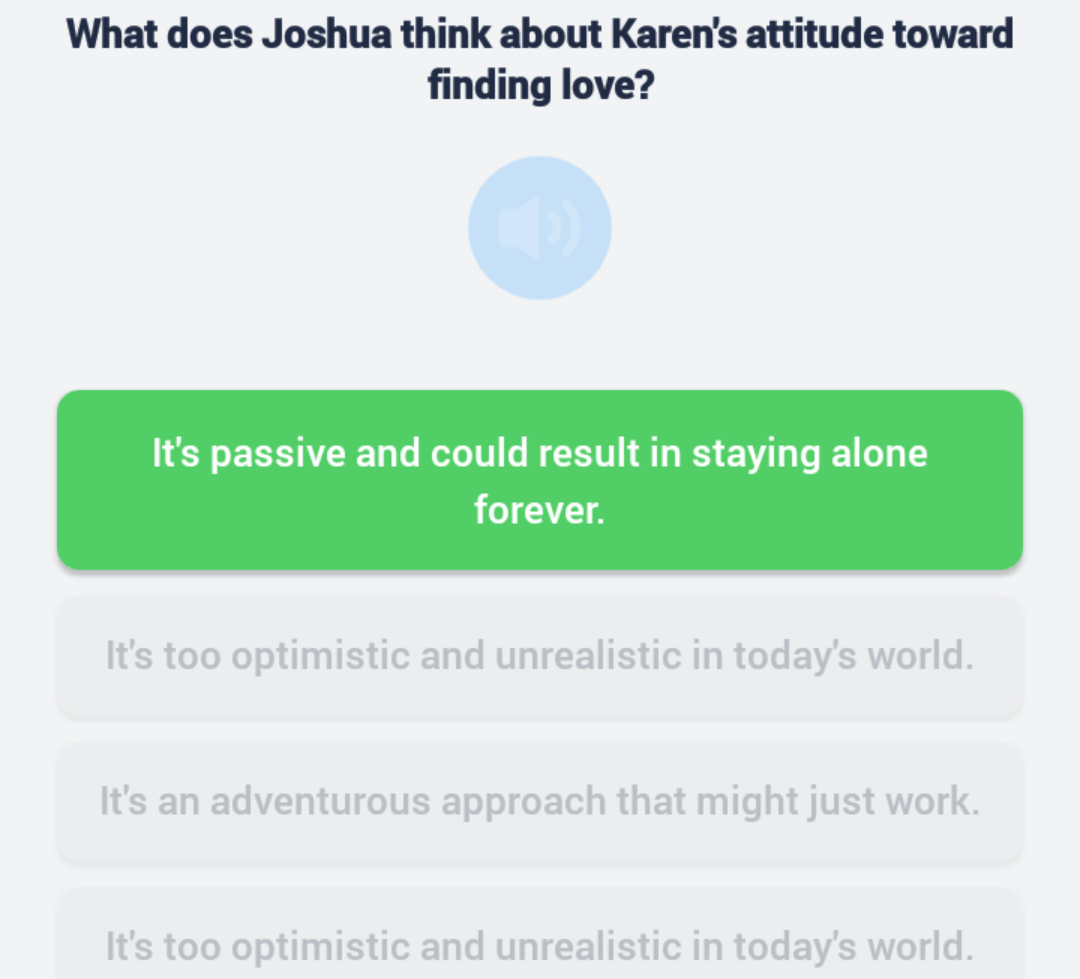 What does Joshua think about Karen's attitude toward
finding love?
It's passive and could result in staying alone
forever.
It's too optimistic and unrealistic in today's world.
It's an adventurous approach that might just work.
It's too optimistic and unrealistic in today's world.